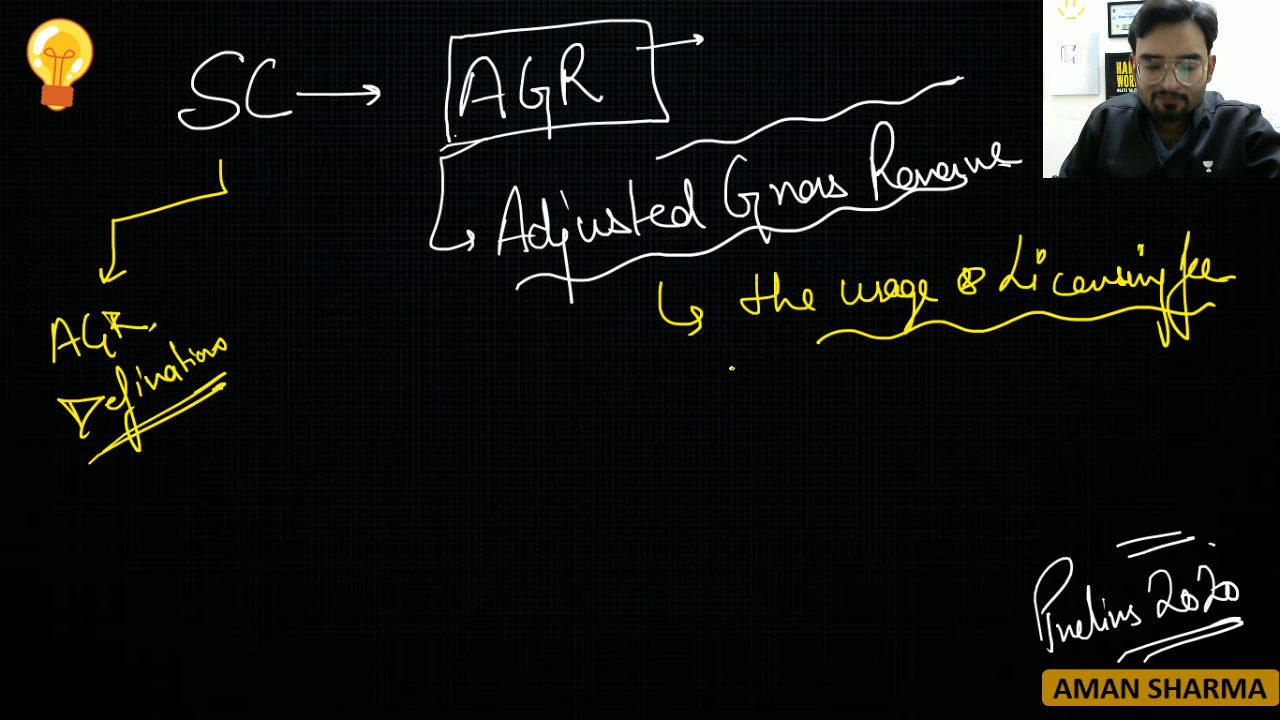 SC → AGR
Adjusted Gross Revenue
the usage & Licensing fee
AGR
Definations
Prelims 2020
AMAN SHARMA